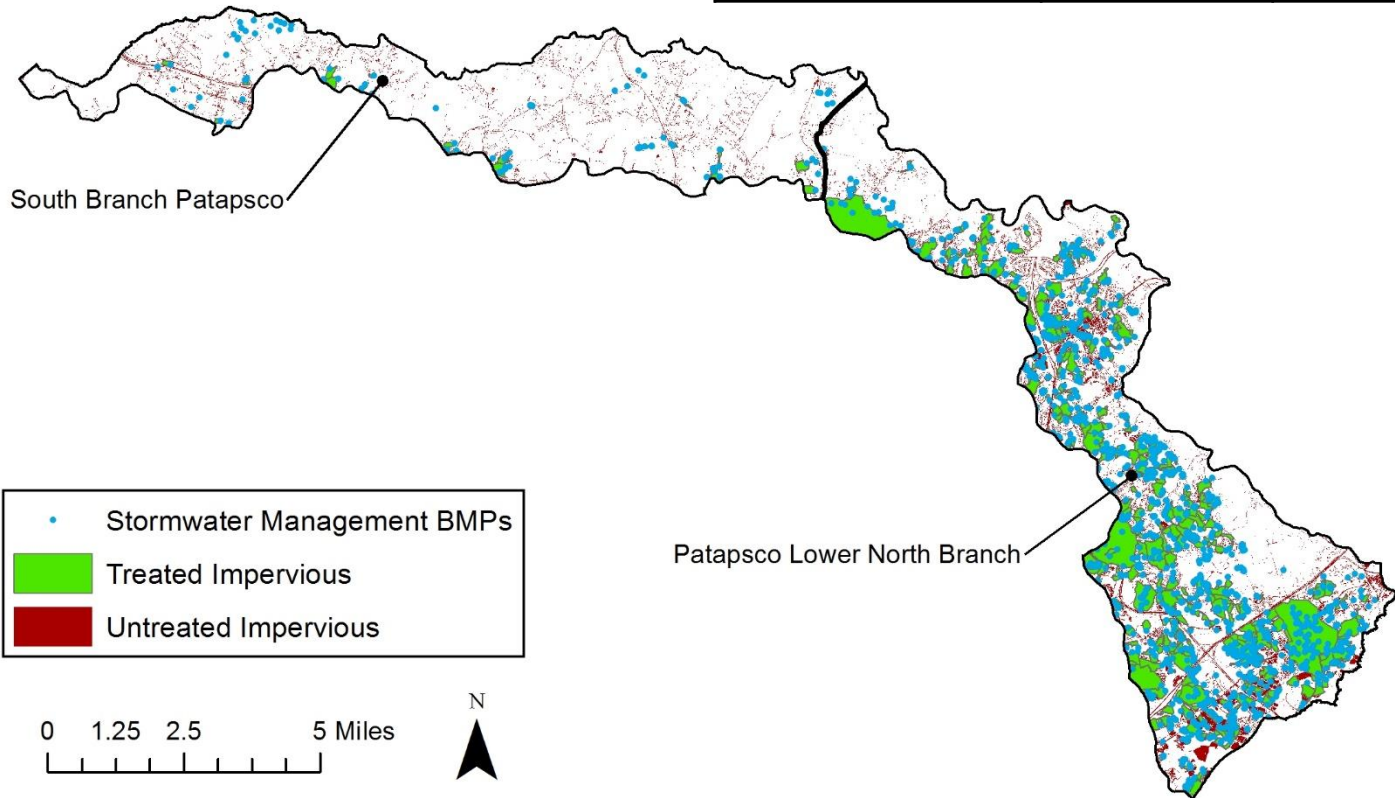 South Branch Patapsco
Patapsco Lower North Branch
Stormwater Management BMPs
Treated Impervious
Untreated Impervious
N
0 1.25 2.5 5 Miles